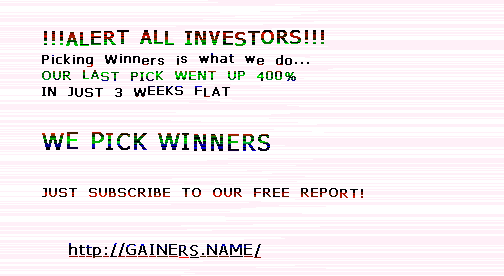 !!!ALERT ALL INVESTORS!!!
Picking Winners is what we do...
OUR LAST PICK WENT UP 400%
IN JUST 3 WEEKS FLAT
WE PICK WINNERS
JUST SUBSCRIBE TO OUR FREE REPORT!
http://GAINERS.NAME/